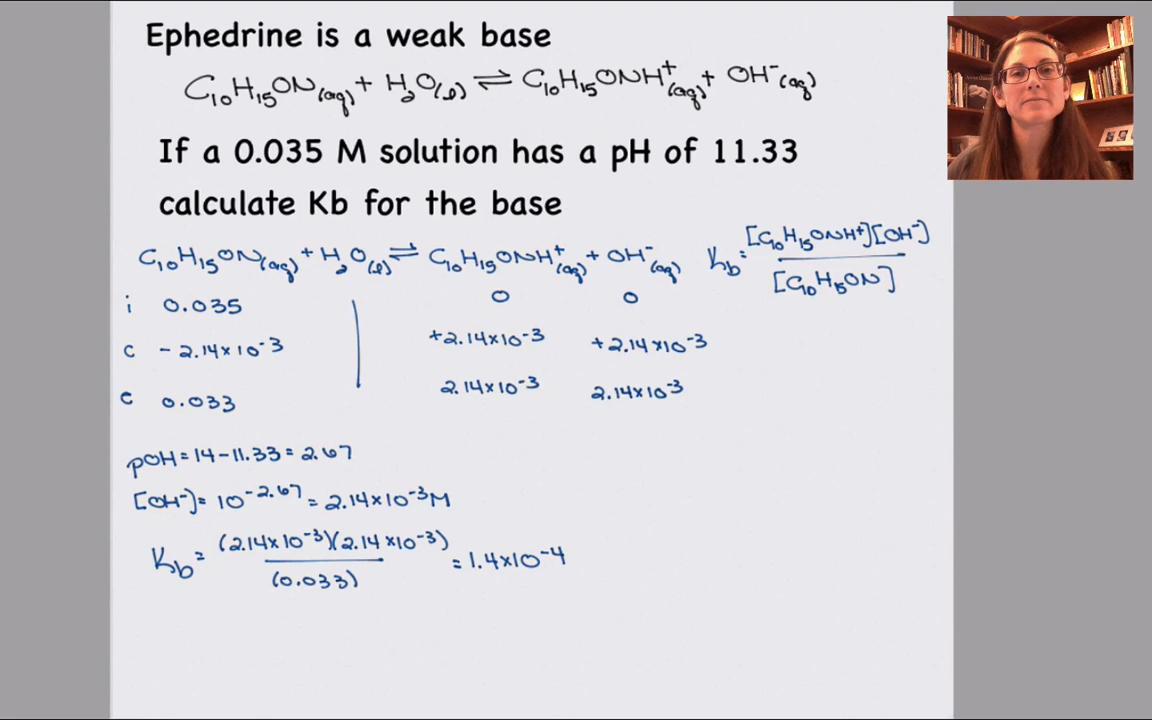 Ephedrine is a weak base
C₁₀H₁₅ON(aq) + H₂O(l) ⇌ C₁₀H₁₅ONH⁺(aq) + OH⁻(aq)
If a 0.035 M solution has a pH of 11.33
calculate Kb for the base
C₁₀H₁₅ON(aq) + H₂O(l) ⇌ C₁₀H₁₅ONH⁺(aq) + OH⁻(aq) Kb = [C₁₀H₁₅ONH⁺][OH⁻] / [C₁₀H₁₅ON]
i 0.035 0 0
c - 2.14×10⁻³ +2.14×10⁻³ +2.14×10⁻³
e 0.033 2.14×10⁻³ 2.14×10⁻³
pOH = 14 - 11.33 = 2.67
[OH⁻] = 10⁻²·⁶⁷ = 2.14×10⁻³ M
Kb = (2.14×10⁻³)(2.14×10⁻³) / (0.033) = 1.4×10⁻⁴